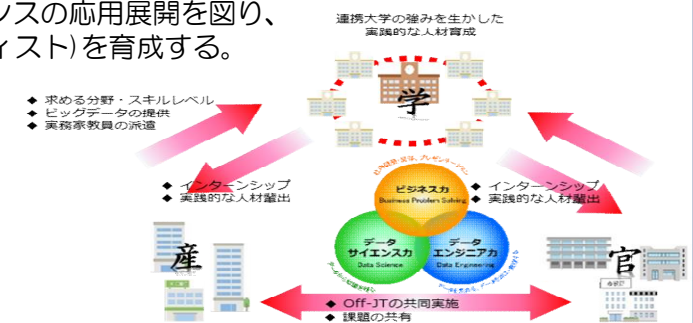 ンスの応用展開を図り、
ィスト)を育成する。
連携大学の強みを生かした
実践的な人材育成
学
◆ 求める分野・スキルレベル
◆ ビッグデータの提供
◆ 実務家教員の派遣
◆ インターンシップ
◆ 実践的な人材輩出
ビジネス力
Business Problem Solving
◆ インターンシップ
◆ 実践的な人材輩出
データ
サイエンス力
Data Science
データ
エンジニア力
Data Engineering
産
官
◆ Off-JTの共同実施
◆ 課題の共有